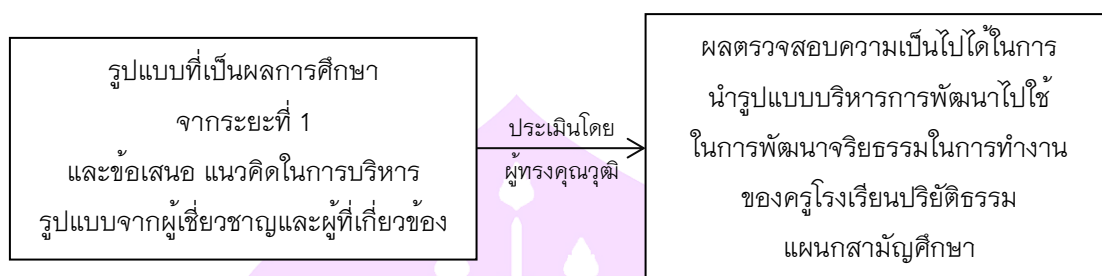 รูปแบบที่เป็นผลการศึกษา
จากระยะที่ 1
และข้อเสนอ แนวคิดในการบริหาร
รูปแบบจากผู้เชี่ยวชาญและผู้ที่เกี่ยวข้อง
ประเมินโดย
ผู้ทรงคุณวุฒิ
ผลตรวจสอบความเป็นไปได้ในการ
นำรูปแบบบริหารการพัฒนาไปใช้
ในการพัฒนาจริยธรรมในการทำงาน
ของครูโรงเรียนปริยัติธรรม
แผนกสามัญศึกษา